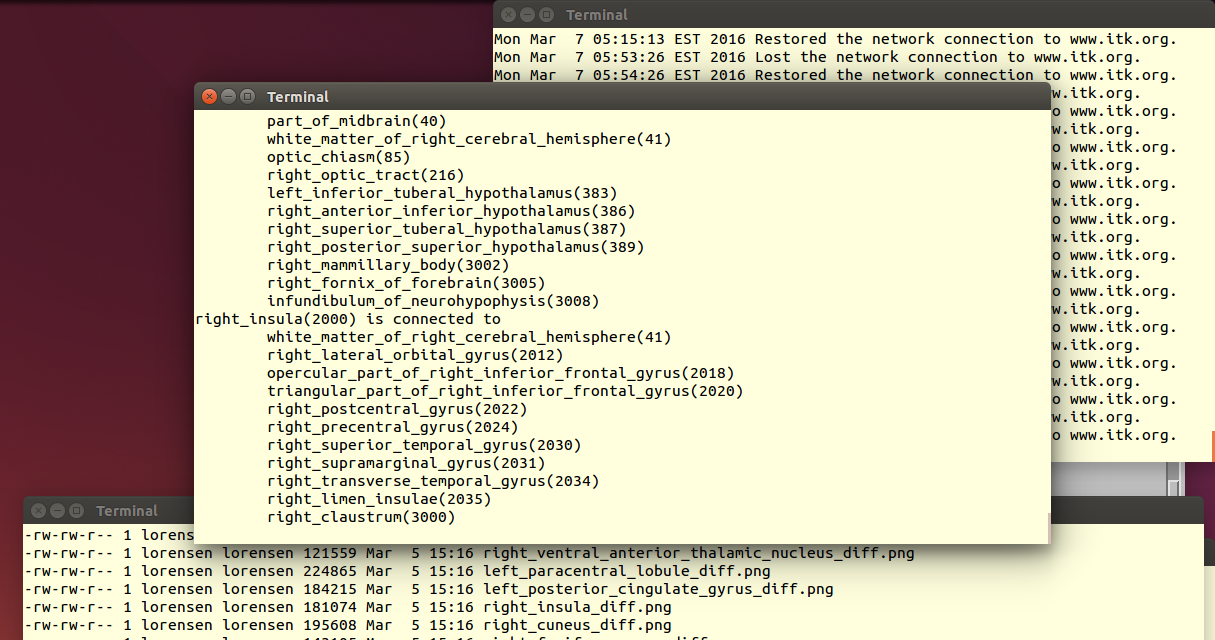 Terminal
Mon Mar  7 05:15:13 EST 2016 Restored the network connection to www.itk.org.
Mon Mar  7 05:53:26 EST 2016 Lost the network connection to www.itk.org.
Mon Mar  7 05:54:26 EST 2016 Restored the network connection to www.itk.org.
w.itk.org.
o www.itk.org.
w.itk.org.
o www.itk.org.
w.itk.org.
o www.itk.org.
w.itk.org.
o www.itk.org.
w.itk.org.
o www.itk.org.
w.itk.org.
o www.itk.org.
w.itk.org.
o www.itk.org.
w.itk.org.
o www.itk.org.
w.itk.org.
o www.itk.org.
w.itk.org.
o www.itk.org.
Terminal
part_of_midbrain(40)
white_matter_of_right_cerebral_hemisphere(41)
optic_chiasm(85)
right_optic_tract(216)
left_inferior_tuberal_hypothalamus(383)
right_anterior_inferior_hypothalamus(386)
right_superior_tuberal_hypothalamus(387)
right_posterior_superior_hypothalamus(389)
right_mammillary_body(3002)
right_fornix_of_forebrain(3005)
infundibulum_of_neurohypophysis(3008)
right_insula(2000) is connected to
white_matter_of_right_cerebral_hemisphere(41)
right_lateral_orbital_gyrus(2012)
opercular_part_of_right_inferior_frontal_gyrus(2018)
triangular_part_of_right_inferior_frontal_gyrus(2020)
right_postcentral_gyrus(2022)
right_precentral_gyrus(2024)
right_superior_temporal_gyrus(2030)
right_supramarginal_gyrus(2031)
right_transverse_temporal_gyrus(2034)
right_limen_insulae(2035)
right_claustrum(3000)
Terminal
-rw-rw-r-- 1 lorens
-rw-rw-r-- 1 lorensen lorensen 121559 Mar  5 15:16 right_ventral_anterior_thalamic_nucleus_diff.png
-rw-rw-r-- 1 lorensen lorensen 224865 Mar  5 15:16 left_paracentral_lobule_diff.png
-rw-rw-r-- 1 lorensen lorensen 184215 Mar  5 15:16 left_posterior_cingulate_gyrus_diff.png
-rw-rw-r-- 1 lorensen lorensen 181074 Mar  5 15:16 right_insula_diff.png
-rw-rw-r-- 1 lorensen lorensen 195608 Mar  5 15:16 right_cuneus_diff.png